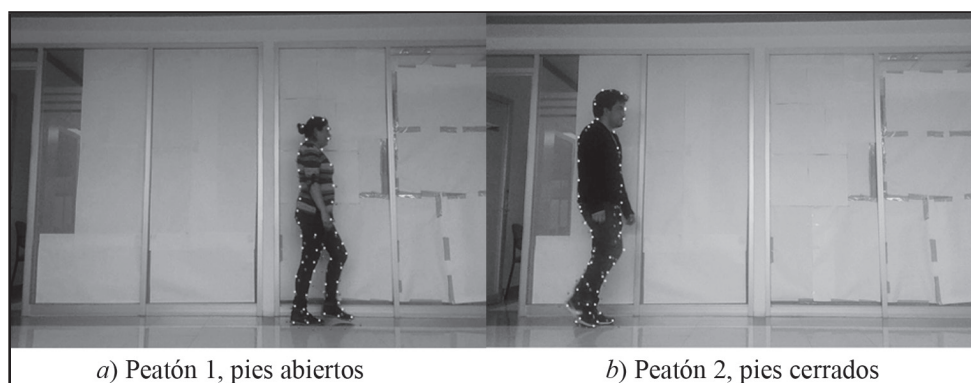 a) Peatón 1, pies abiertos
b) Peatón 2, pies cerrados